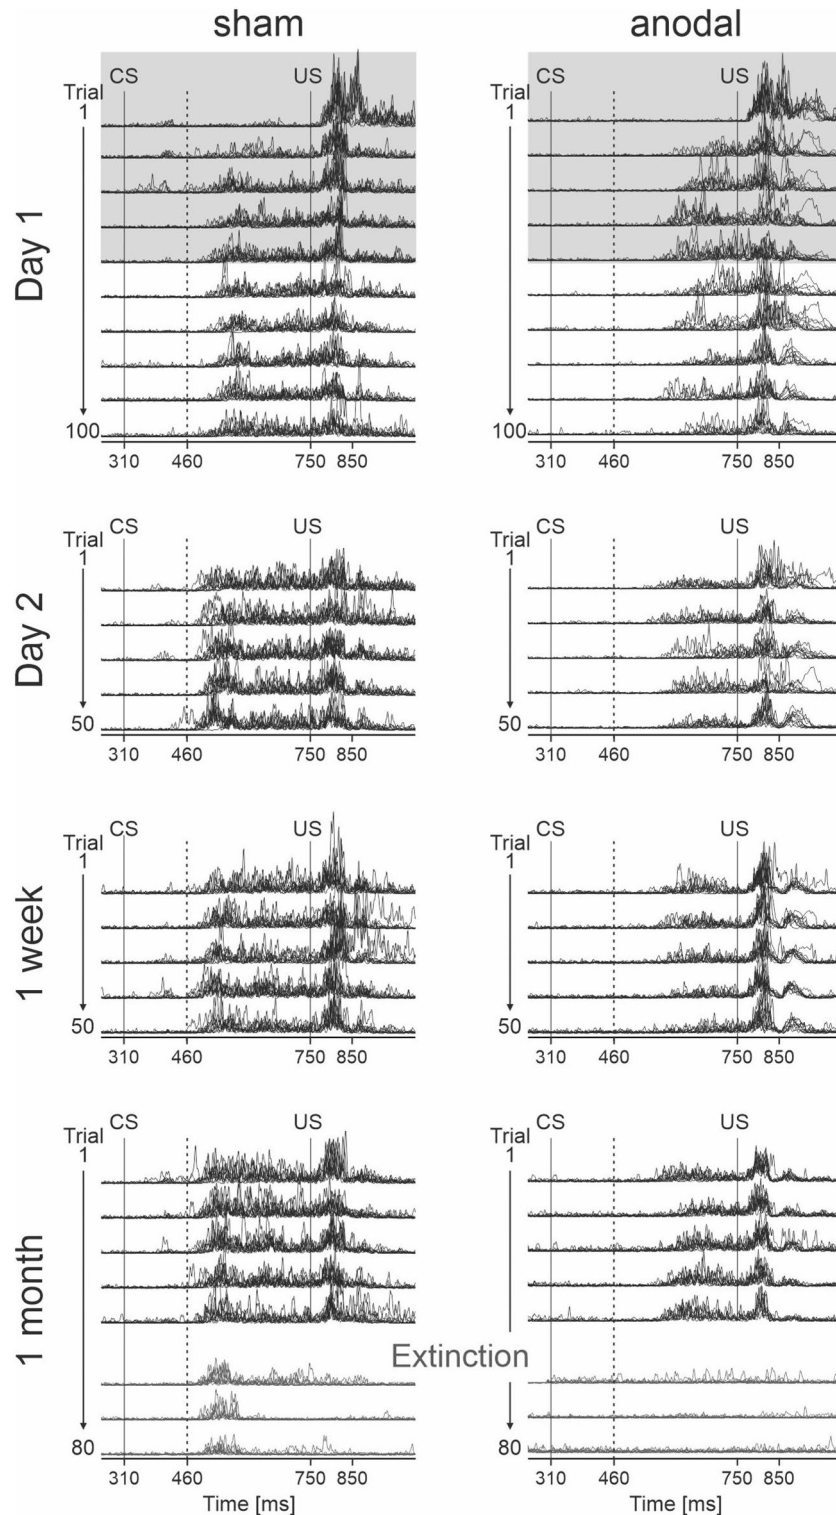 sham anodal
Day 1
CS US CS US
Trial Trial
1 1
100 100
310 460 750 850 310 460 750 850
Day 2
CS US CS US
Trial Trial
1 1
50 50
310 460 750 850 310 460 750 850
1 week
CS US CS US
Trial Trial
1 1
50 50
310 460 750 850 310 460 750 850
1 month
CS US CS US
Trial Trial
1 1
Extinction
80 80
310 460 750 850 310 460 750 850
Time [ms] Time [ms]